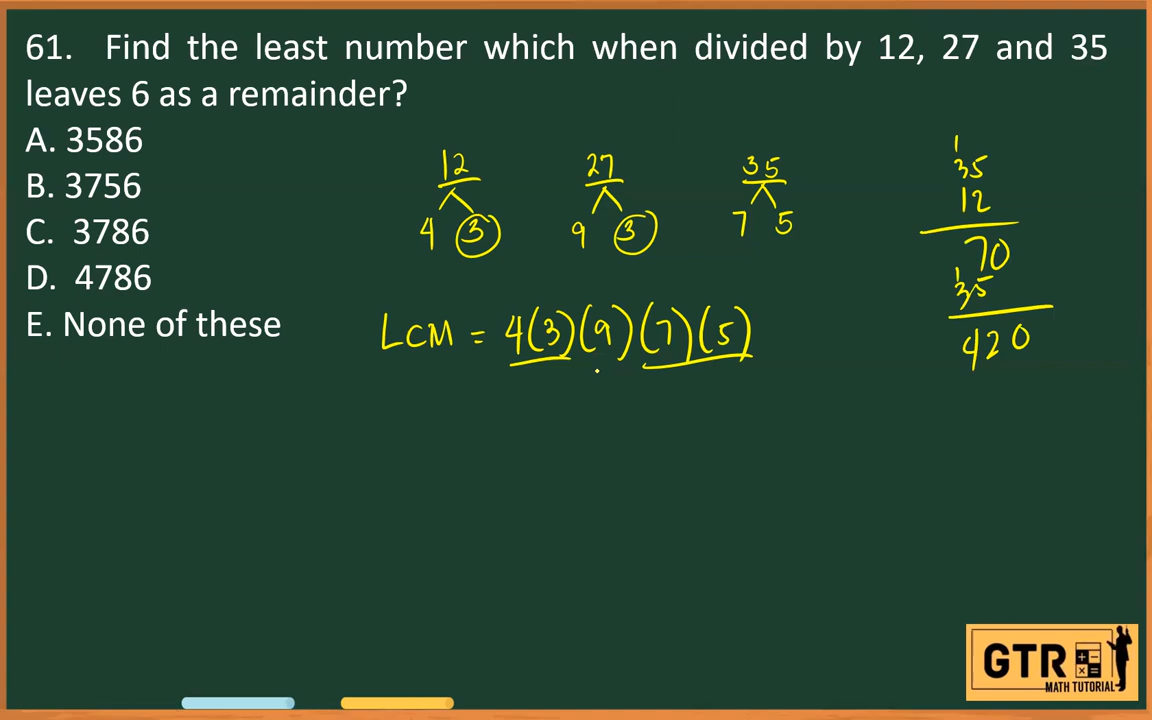 61. Find the least number which when divided by 12, 27 and 35
leaves 6 as a remainder?
A. 3586
B. 3756
C. 3786
D. 4786
E. None of these
12 27 35
4 3 9 3 7 5
LCM = 4(3)(9)(7)(5)
1
35
12
70
1
35
420
GTR
MATH TUTORIAL